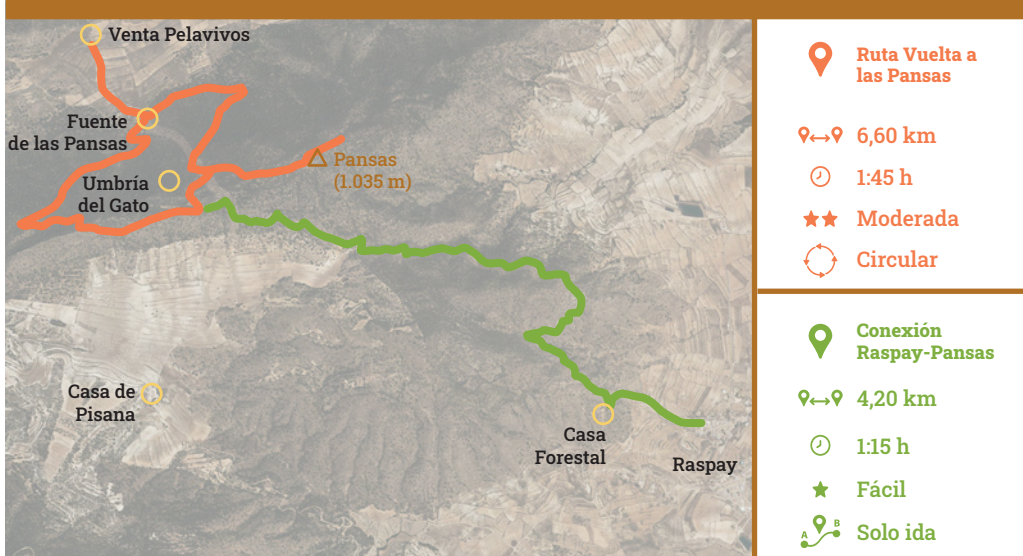 Venta Pelavivos
Fuente
de las Pansas
Pansas
(1.035 m)
Umbría
del Gato
Casa de
Pisana
Casa
Forestal
Raspay
Ruta Vuelta a
las Pansas
6,60 km
1:45 h
Moderada
Circular
Conexión
Raspay-Pansas
4,20 km
1:15 h
Fácil
A B
Solo ida